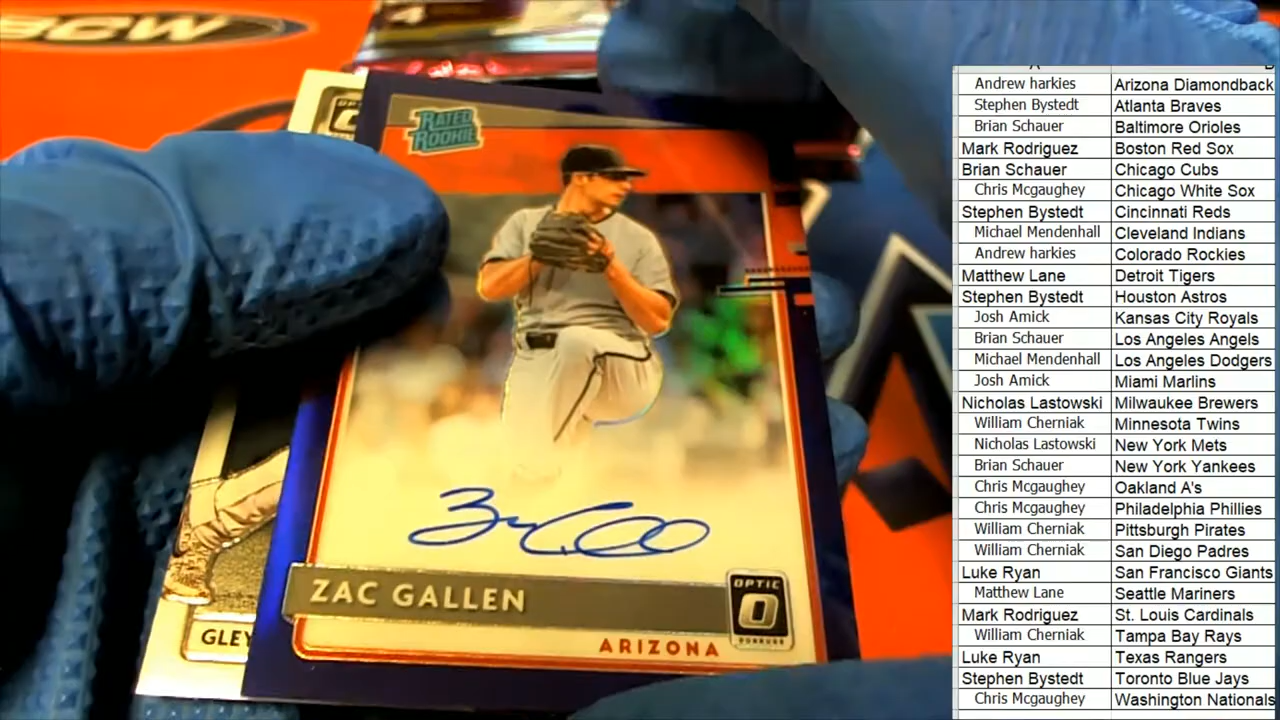 BCW
4
RATED
ROOKIE
ZAC GALLEN
OPTIC
O
DONRUSS
ARIZONA
GLEY
Andrew harkies Arizona Diamondback
Stephen Bystedt Atlanta Braves
Brian Schauer Baltimore Orioles
Mark Rodriguez Boston Red Sox
Brian Schauer Chicago Cubs
Chris Mcgaughey Chicago White Sox
Stephen Bystedt Cincinnati Reds
Michael Mendenhall Cleveland Indians
Andrew harkies Colorado Rockies
Matthew Lane Detroit Tigers
Stephen Bystedt Houston Astros
Josh Amick Kansas City Royals
Brian Schauer Los Angeles Angels
Michael Mendenhall Los Angeles Dodgers
Josh Amick Miami Marlins
Nicholas Lastowski Milwaukee Brewers
William Cherniak Minnesota Twins
Nicholas Lastowski New York Mets
Brian Schauer New York Yankees
Chris Mcgaughey Oakland A's
Chris Mcgaughey Philadelphia Phillies
William Cherniak Pittsburgh Pirates
William Cherniak San Diego Padres
Luke Ryan San Francisco Giants
Matthew Lane Seattle Mariners
Mark Rodriguez St. Louis Cardinals
William Cherniak Tampa Bay Rays
Luke Ryan Texas Rangers
Stephen Bystedt Toronto Blue Jays
Chris Mcgaughey Washington Nationals